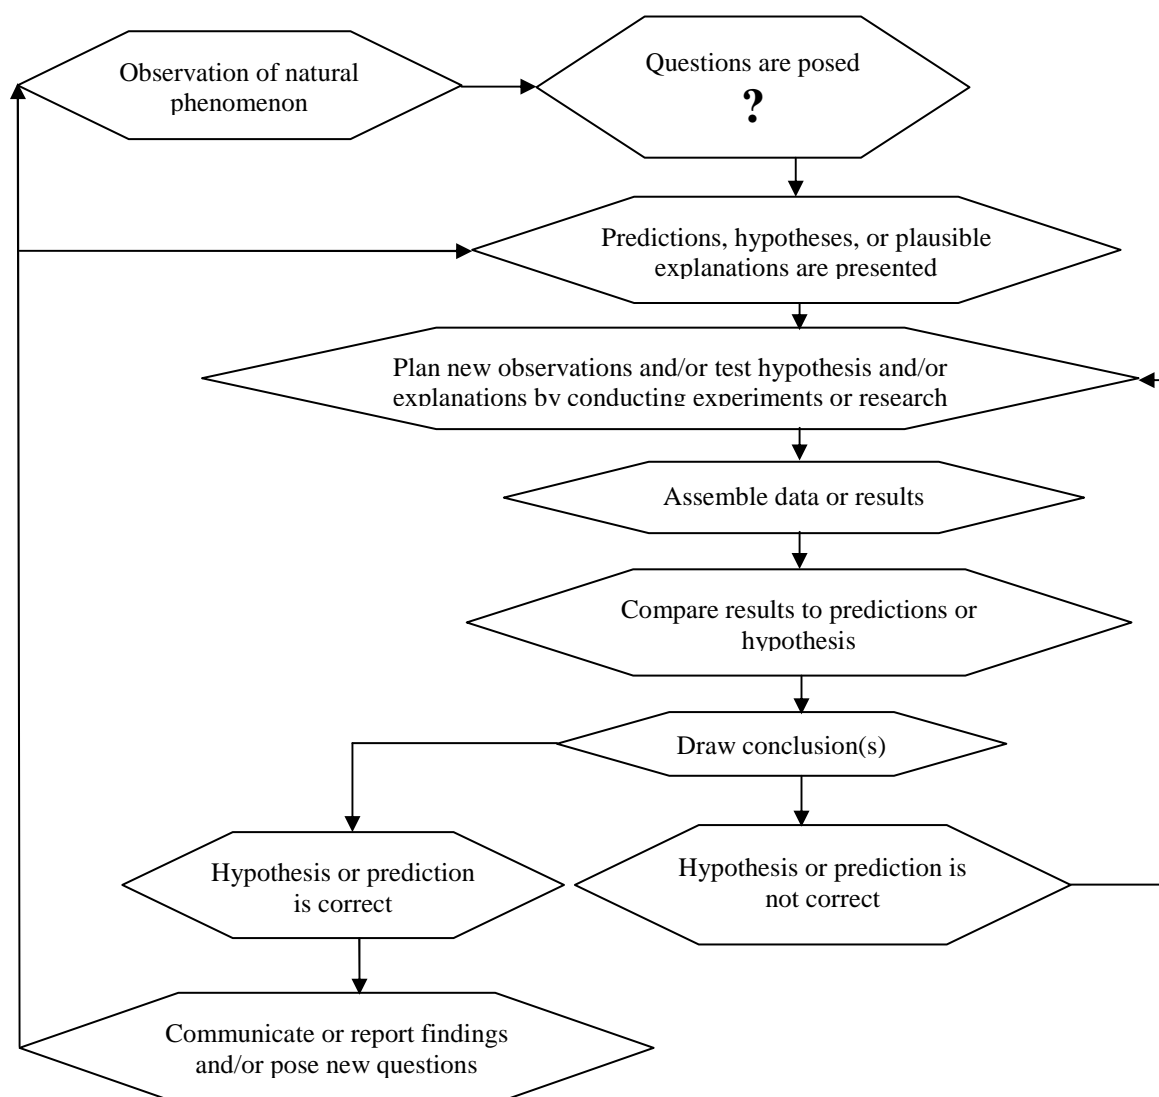 Observation of natural
phenomenon
Questions are posed
?
Predictions, hypotheses, or plausible
explanations are presented
Plan new observations and/or test hypothesis and/or
explanations by conducting experiments or research
Assemble data or results
Compare results to predictions or
hypothesis
Draw conclusion(s)
Hypothesis or prediction
is correct
Hypothesis or prediction is
not correct
Communicate or report findings
and/or pose new questions